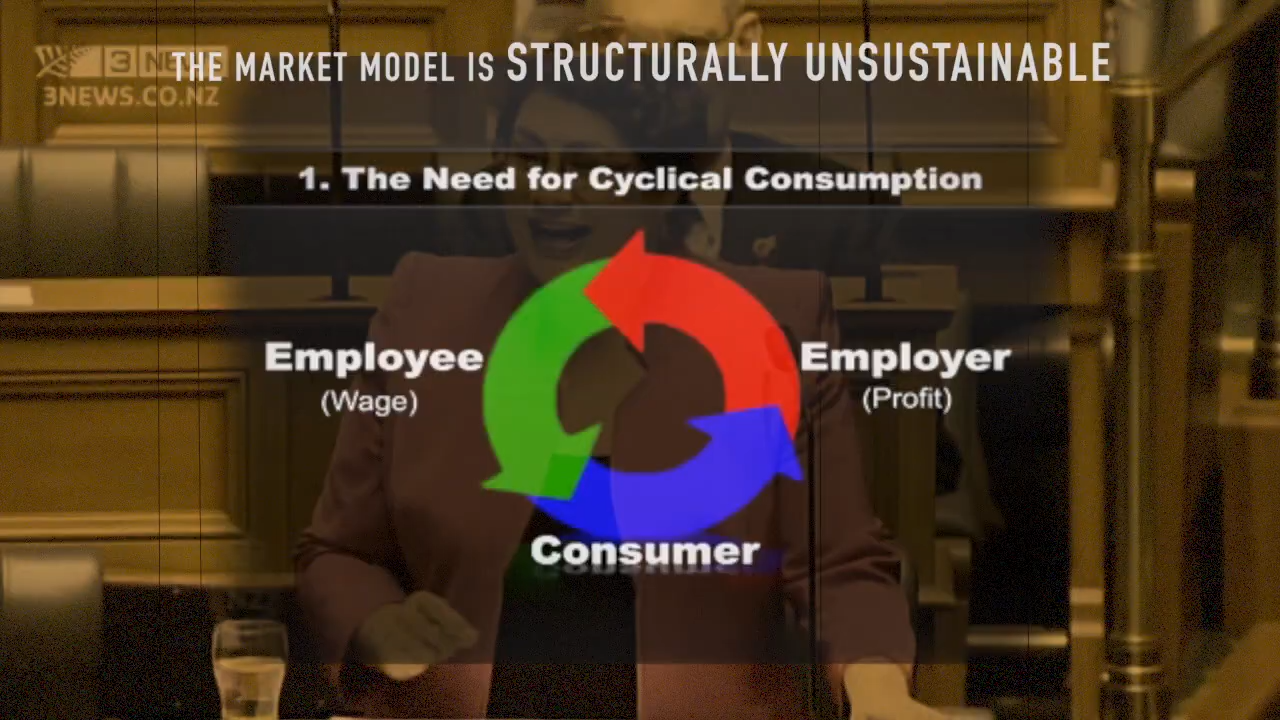 THE MARKET MODEL IS STRUCTURALLY UNSUSTAINABLE
3NEWS.CO.NZ
1. The Need for Cyclical Consumption
Employee
(Wage)
Employer
(Profit)
Consumer